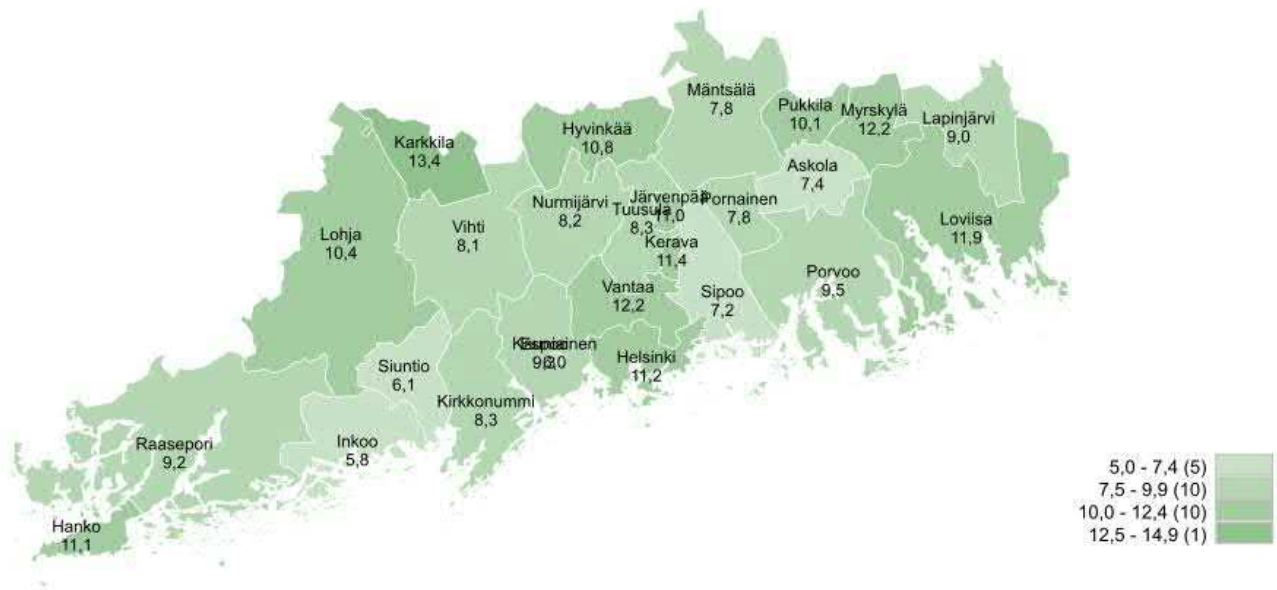 Mäntsälä
7,8
Pukkila
10,1
Myrskylä
12,2
Lapinjärvi
9,0
Karkkila
13,4
Hyvinkää
10,8
Askola
7,4
Nurmijärvi
8,2
Järvenpää
11,0
Tuusula
8,3
Pornainen
7,8
Lohja
10,4
Vihti
8,1
Kerava
11,4
Loviisa
11,9
Vantaa
12,2
Sipoo
7,2
Porvoo
9,5
Helsinki
11,2
Siuntio
6,1
Kirkkonummi
8,3
Raasepori
9,2
Inkoo
5,8
Hanko
11,1
5,0 - 7,4 (5)
7,5 - 9,9 (10)
10,0 - 12,4 (10)
12,5 - 14,9 (1)